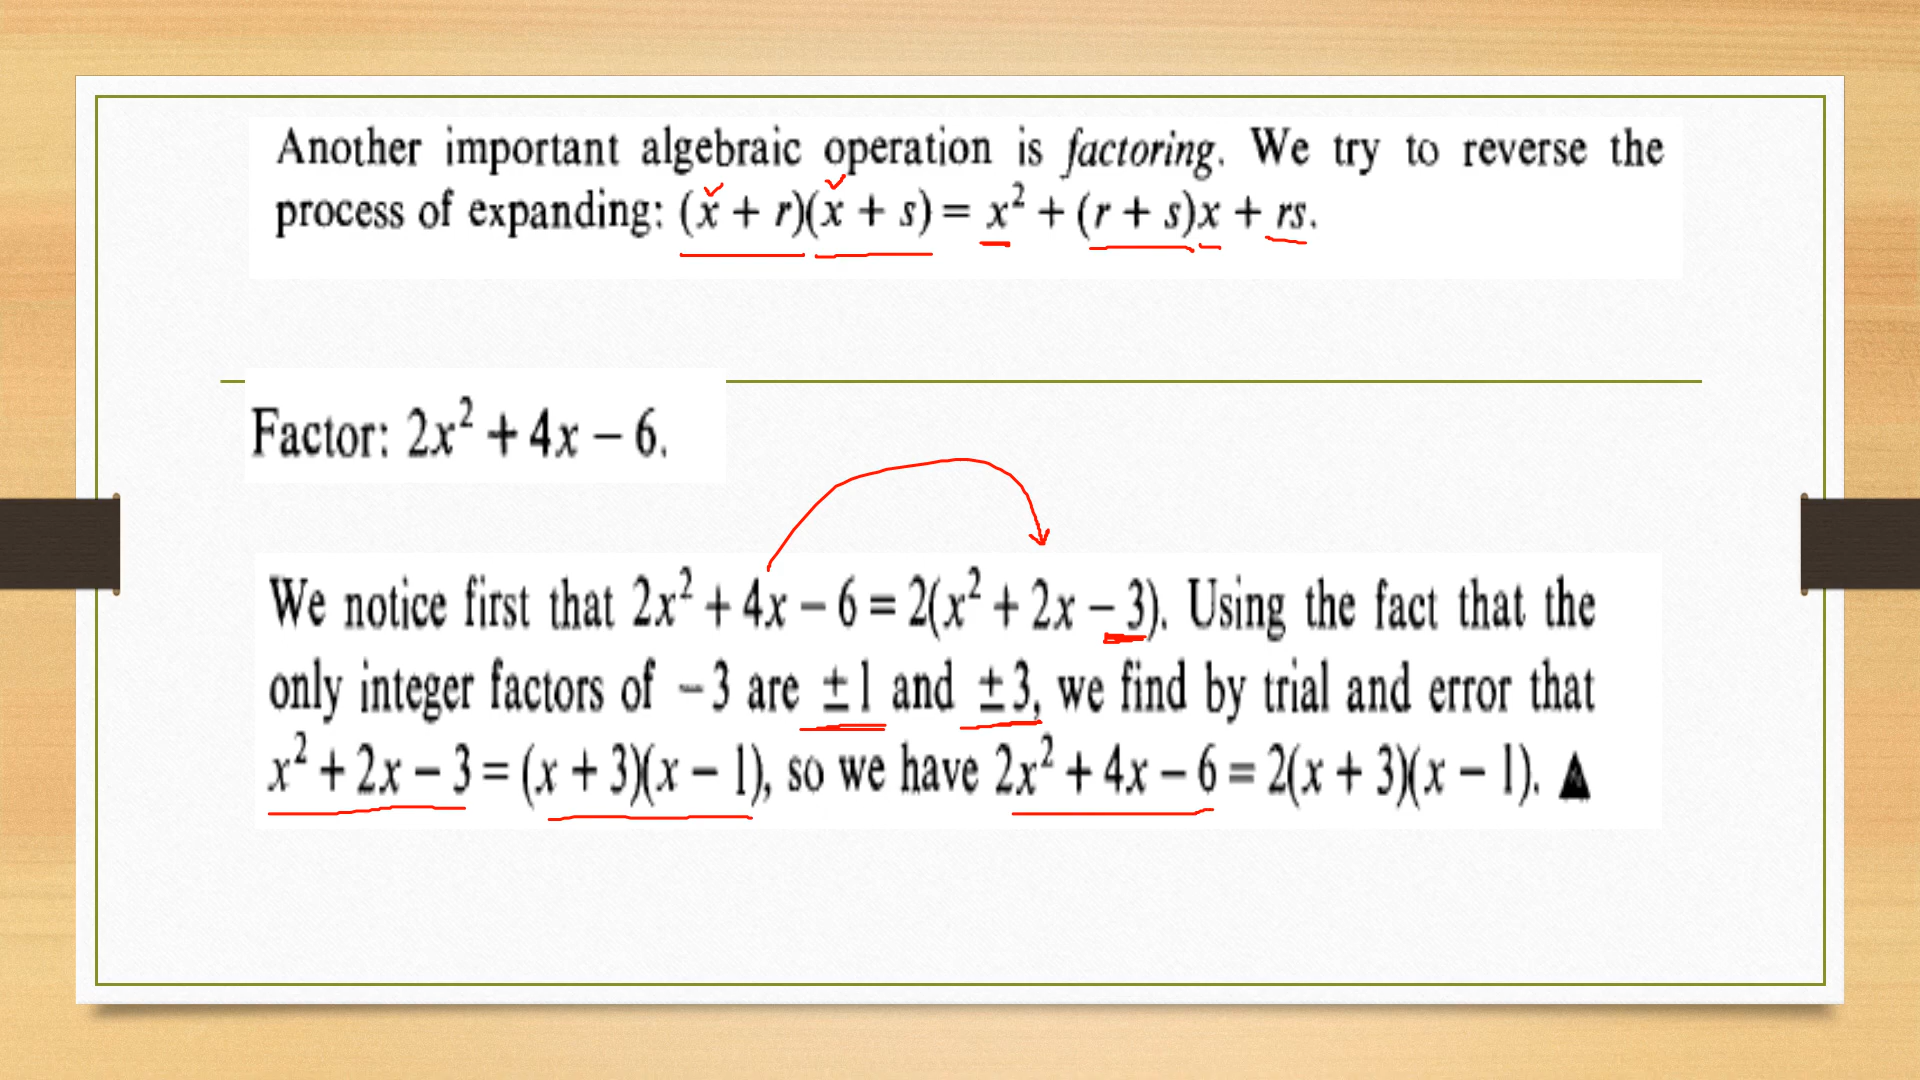 Another important algebraic operation is factoring. We try to reverse the
process of expanding: (x + r)(x + s) = x² + (r + s)x + rs.
Factor: 2x² + 4x − 6.
We notice first that 2x² + 4x − 6 = 2(x² + 2x − 3). Using the fact that the
only integer factors of −3 are ±1 and ±3, we find by trial and error that
x² + 2x − 3 = (x + 3)(x − 1), so we have 2x² + 4x − 6 = 2(x + 3)(x − 1). ▲